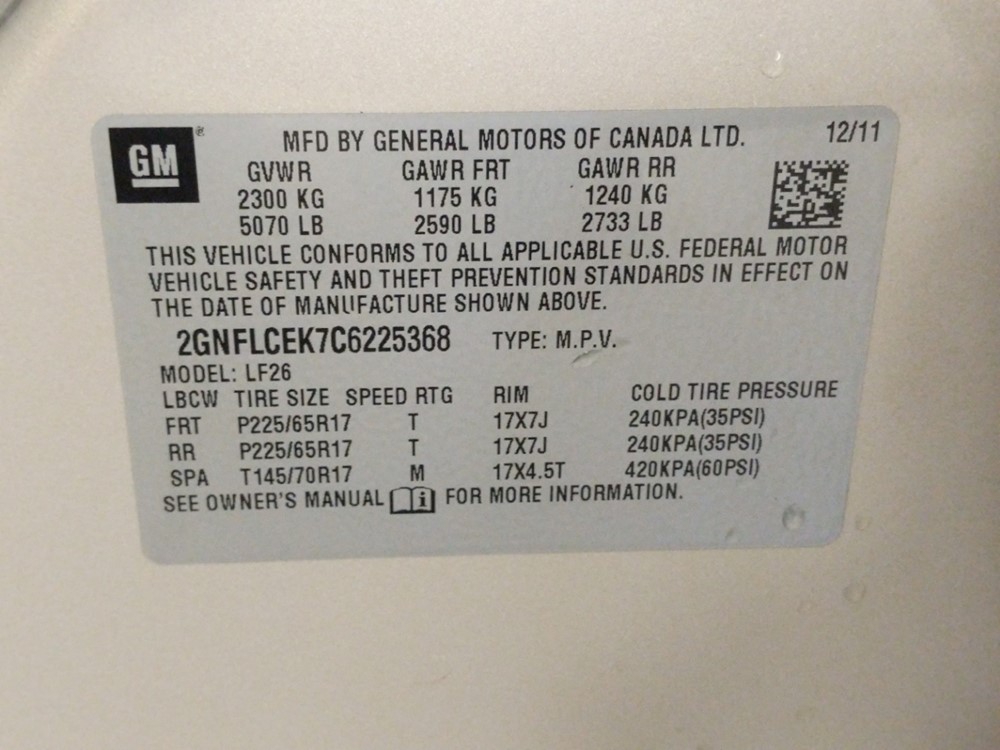 GM ® MFD BY GENERAL MOTORS OF CANADA LTD. 12/11
GVWR GAWR FRT GAWR RR
2300 KG 1175 KG 1240 KG
5070 LB 2590 LB 2733 LB
THIS VEHICLE CONFORMS TO ALL APPLICABLE U.S. FEDERAL MOTOR
VEHICLE SAFETY AND THEFT PREVENTION STANDARDS IN EFFECT ON
THE DATE OF MANUFACTURE SHOWN ABOVE.
2GNFLCEK7C6225368 TYPE: M.P.V.
MODEL: LF26
LBCW TIRE SIZE SPEED RTG RIM COLD TIRE PRESSURE
FRT P225/65R17 T 17X7J 240KPA(35PSI)
RR P225/65R17 T 17X7J 240KPA(35PSI)
SPA T145/70R17 M 17X4.5T 420KPA(60PSI)
SEE OWNER'S MANUAL i FOR MORE INFORMATION.